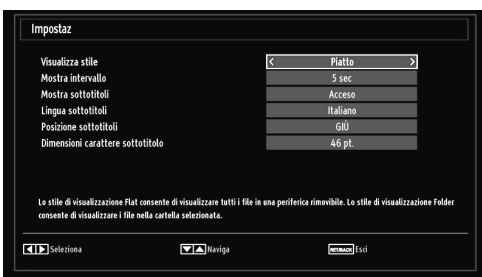 Impostaz
Visualizza stile < Piatto >
Mostra intervallo 5 sec
Mostra sottotitoli Acceso
Lingua sottotitoli Italiano
Posizione sottotitoli GIÙ
Dimensioni carattere sottotitolo 46 pt.
Lo stile di visualizzazione Flat consente di visualizzare tutti i file in una periferica rimovibile. Lo stile di visualizzazione Folder
consente di visualizzare i file nella cartella selezionata.
Seleziona Naviga RET/BACK Esci